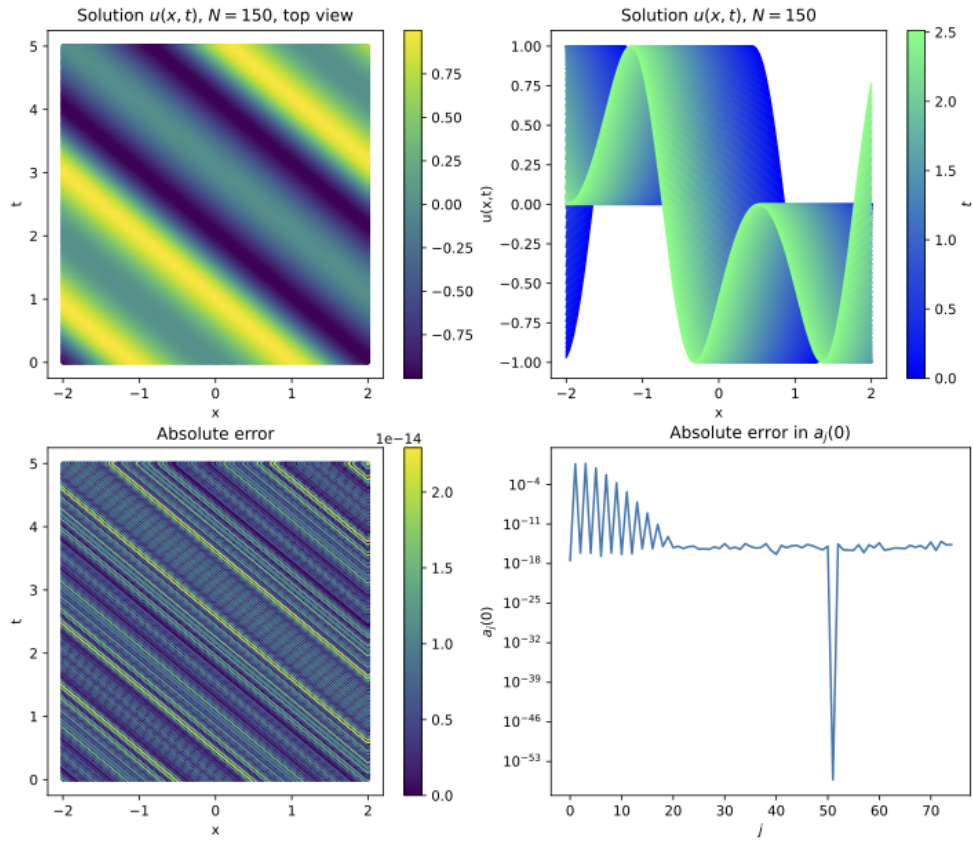 Solution u(x, t), N = 150, top view
5
4
3
2
1
0
t
−2 −1 0 1 2
x
0.75
0.50
0.25
0.00
−0.25
−0.50
−0.75
Solution u(x, t), N = 150
1.00
0.75
0.50
0.25
0.00
−0.25
−0.50
−0.75
−1.00
u(x,t)
−2 −1 0 1 2
x
2.5
2.0
1.5
1.0
0.5
0.0
t
Absolute error
5
4
3
2
1
0
t
−2 −1 0 1 2
x
1e−14
2.0
1.5
1.0
0.5
0.0
Absolute error in a_j(0)
10^−4
10^−11
10^−18
10^−25
10^−32
10^−39
10^−46
10^−53
a_j(0)
0 10 20 30 40 50 60 70
j